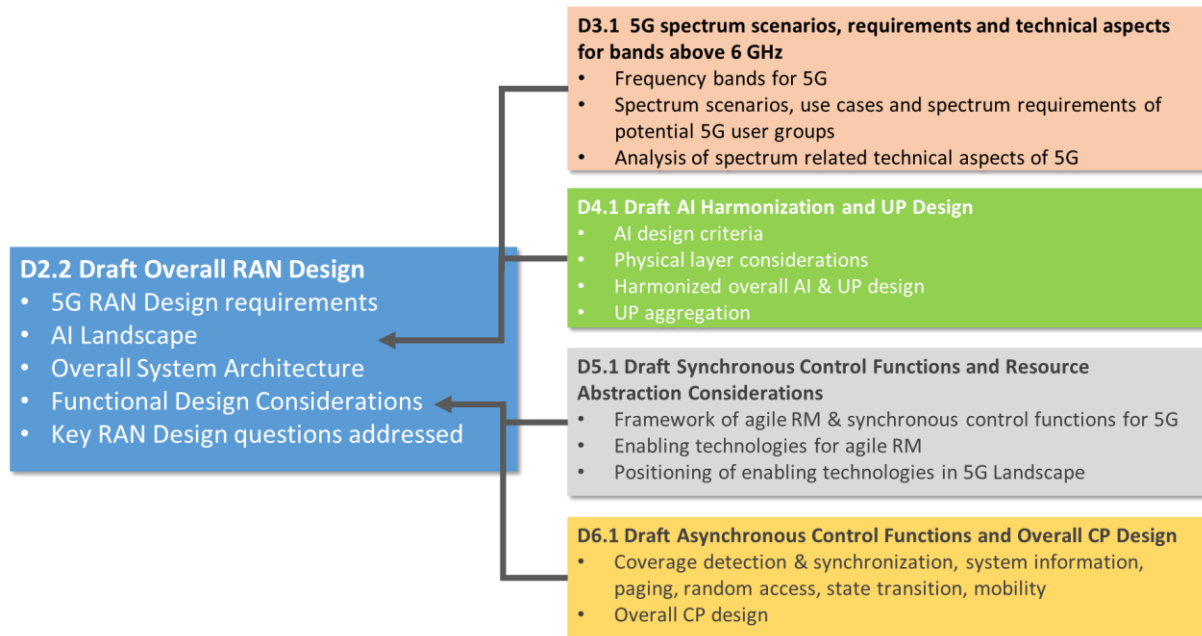 D2.2 Draft Overall RAN Design
• 5G RAN Design requirements
• AI Landscape
• Overall System Architecture
• Functional Design Considerations
• Key RAN Design questions addressed
D3.1 5G spectrum scenarios, requirements and technical aspects
for bands above 6 GHz
• Frequency bands for 5G
• Spectrum scenarios, use cases and spectrum requirements of
potential 5G user groups
• Analysis of spectrum related technical aspects of 5G
D4.1 Draft AI Harmonization and UP Design
• AI design criteria
• Physical layer considerations
• Harmonized overall AI & UP design
• UP aggregation
D5.1 Draft Synchronous Control Functions and Resource
Abstraction Considerations
• Framework of agile RM & synchronous control functions for 5G
• Enabling technologies for agile RM
• Positioning of enabling technologies in 5G Landscape
D6.1 Draft Asynchronous Control Functions and Overall CP Design
• Coverage detection & synchronization, system information,
paging, random access, state transition, mobility
• Overall CP design